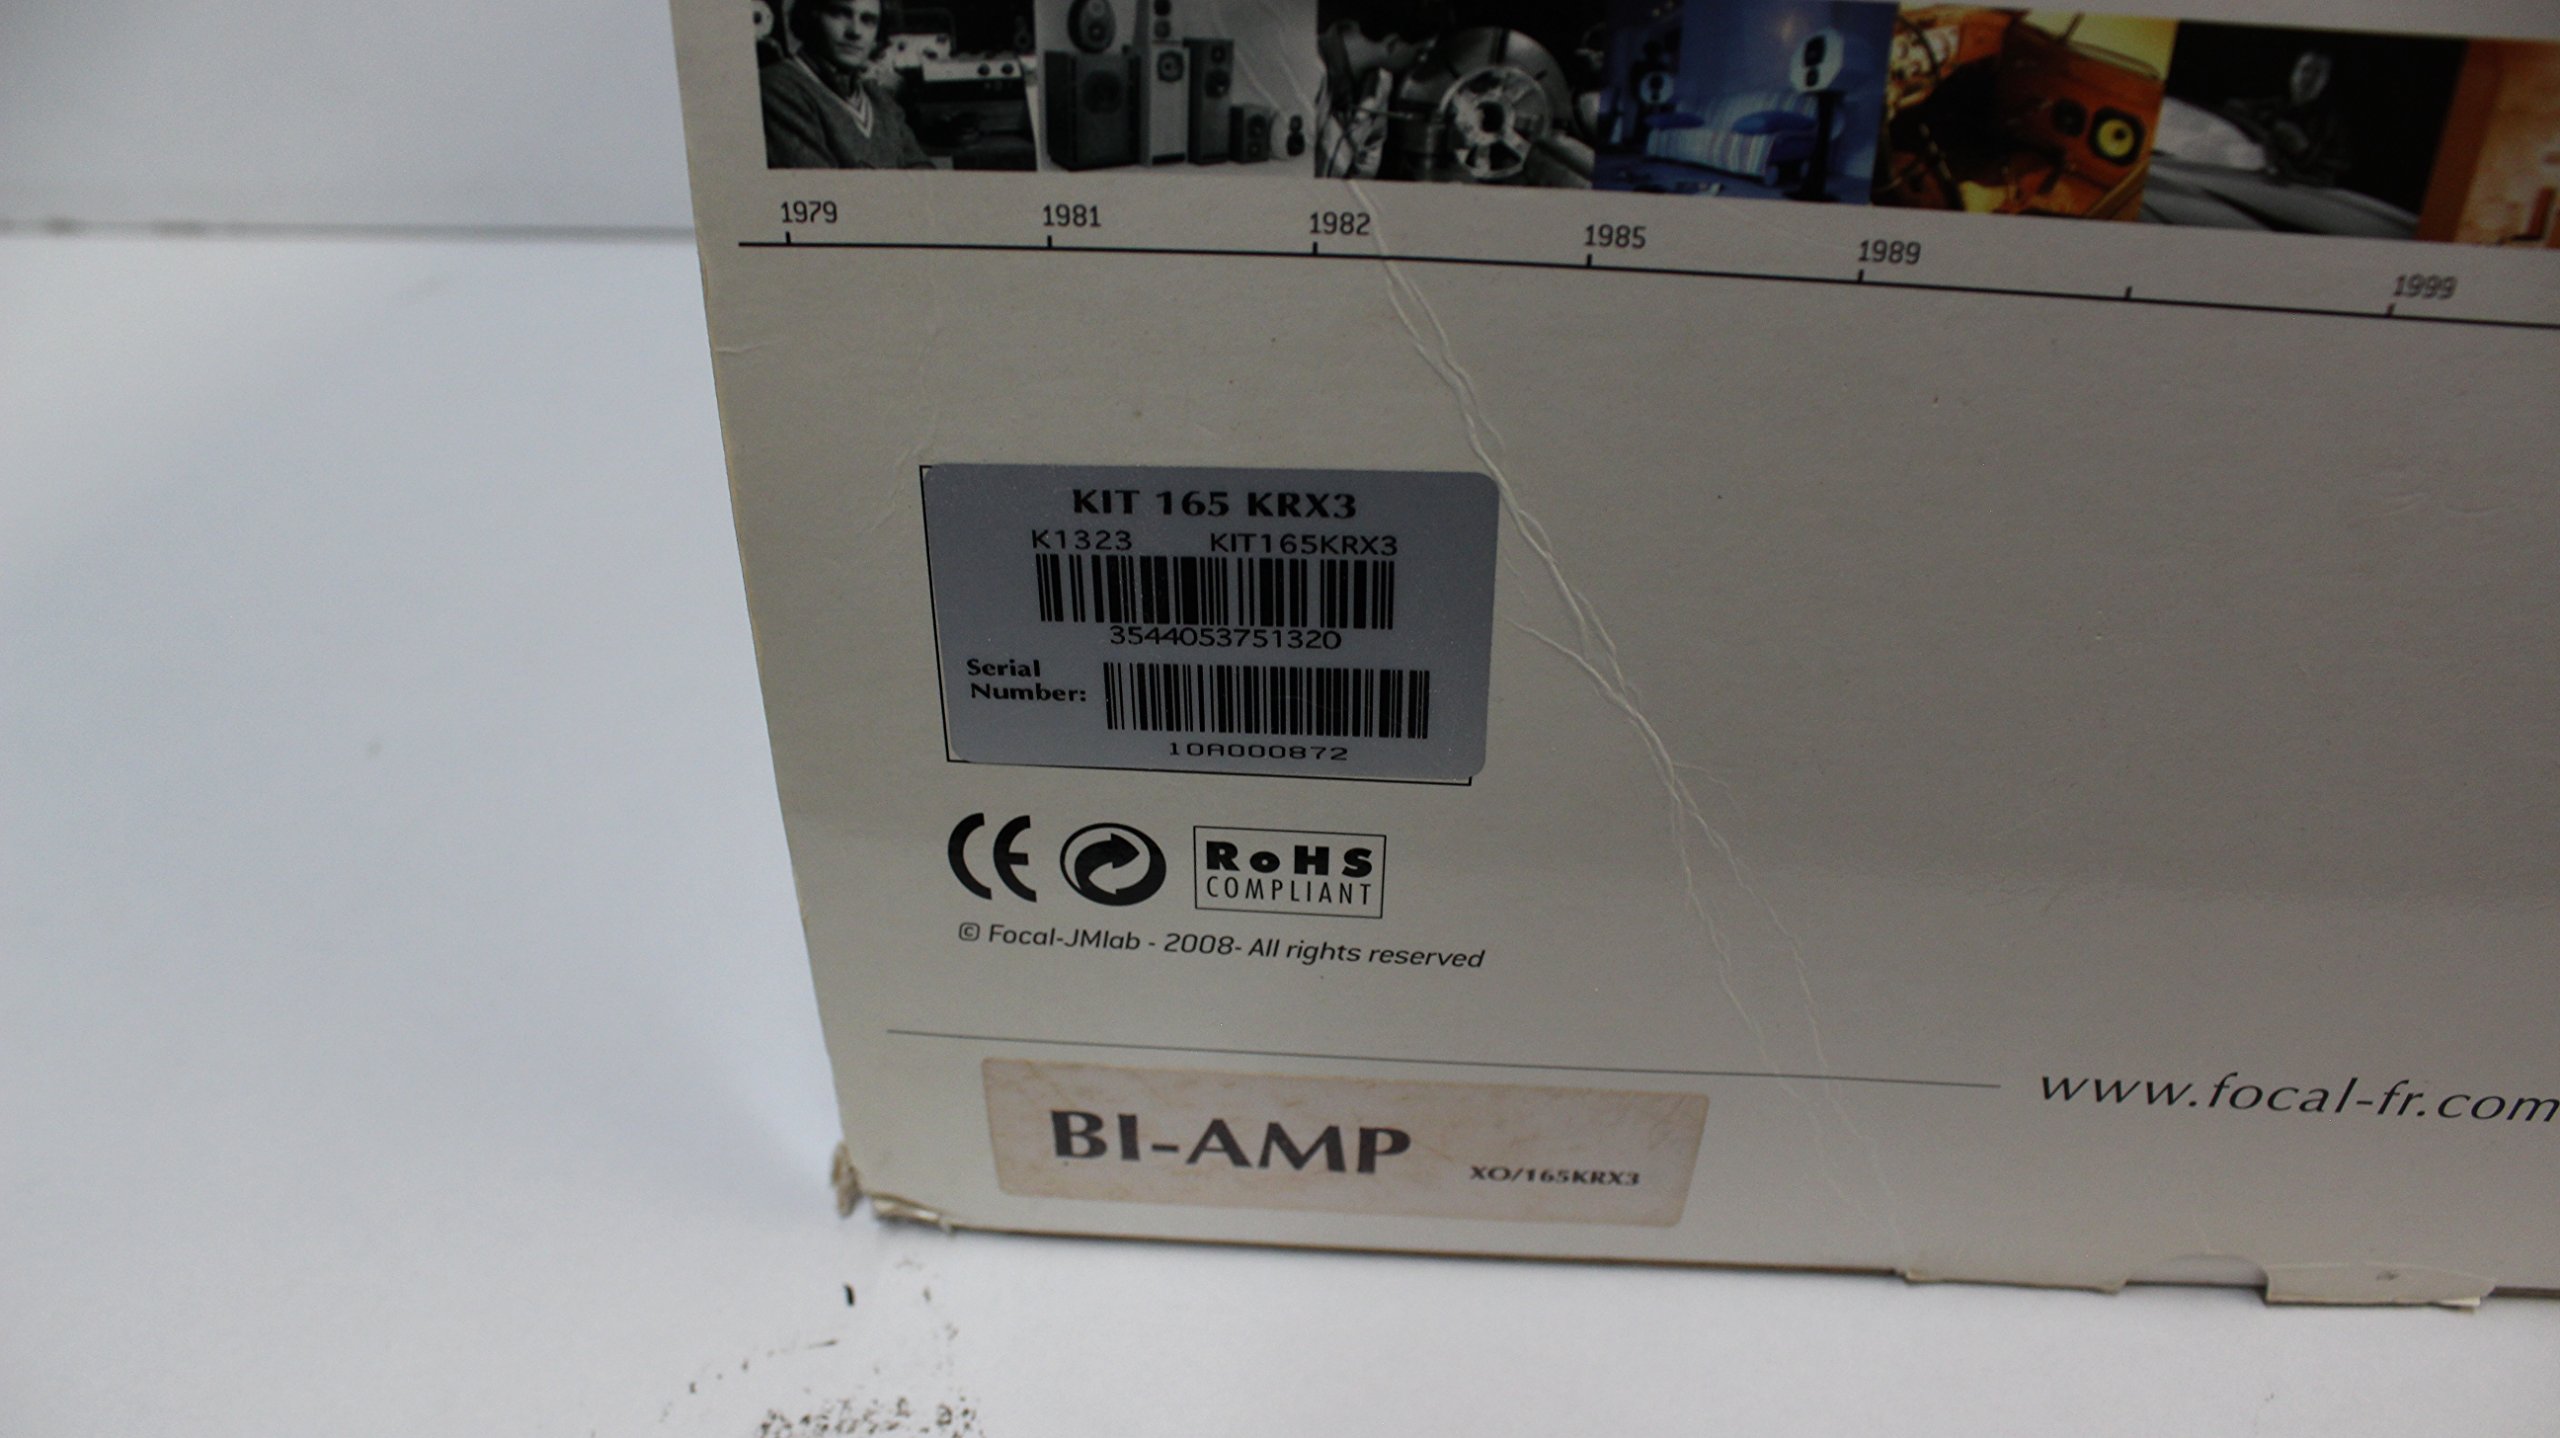 1979 1981 1982 1985 1989 1999
KIT 165 KRX3
K1323 KIT165KRX3
3544053751320
Serial
Number:
10A000872
CE
RoHS
COMPLIANT
© Focal-JMlab - 2008- All rights reserved
www.focal-fr.com
BI-AMP XO/165KRX3